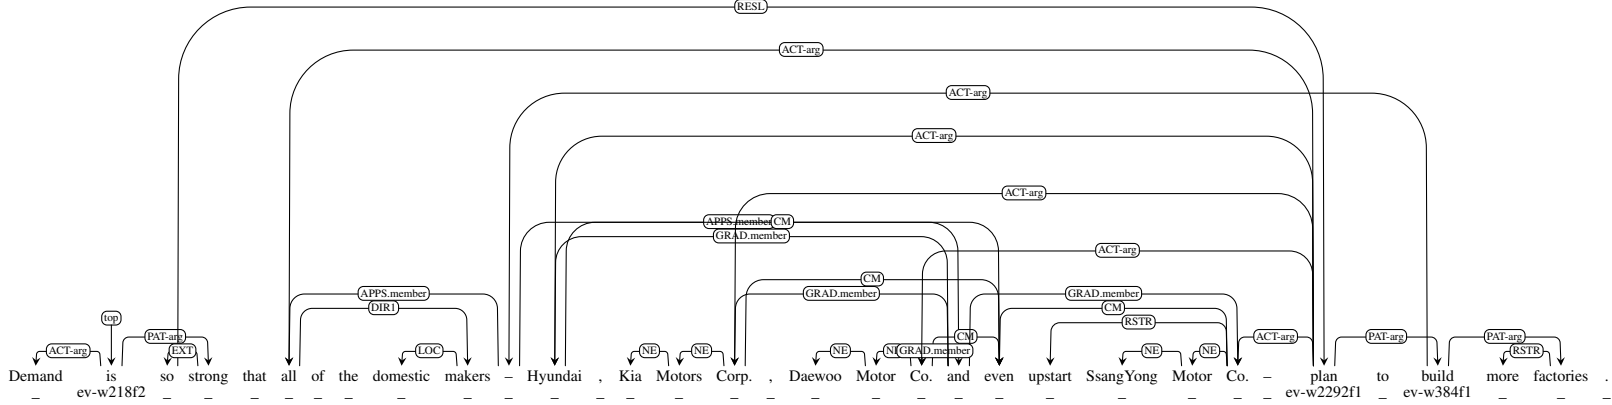 RESL
ACT-arg
ACT-arg
ACT-arg
ACT-arg
APPS.member CM
GRAD.member
ACT-arg
CM
APPS.member GRAD.member GRAD.member
DIR1 CM
top
RSTR
PAT-arg CM ACT-arg PAT-arg PAT-arg
ACT-arg EXT LOC NE NE NE NE GRAD.member NE NE RSTR
Demand is so strong that all of the domestic makers – Hyundai , Kia Motors Corp. , Daewoo Motor Co. and even upstart SsangYong Motor Co. – plan to build more factories .
_ ev-w218f2 _ _ _ _ _ _ _ _ _ _ _ _ _ _ _ _ _ _ _ _ _ _ _ _ _ _ ev-w2292f1 _ ev-w384f1 _ _ _